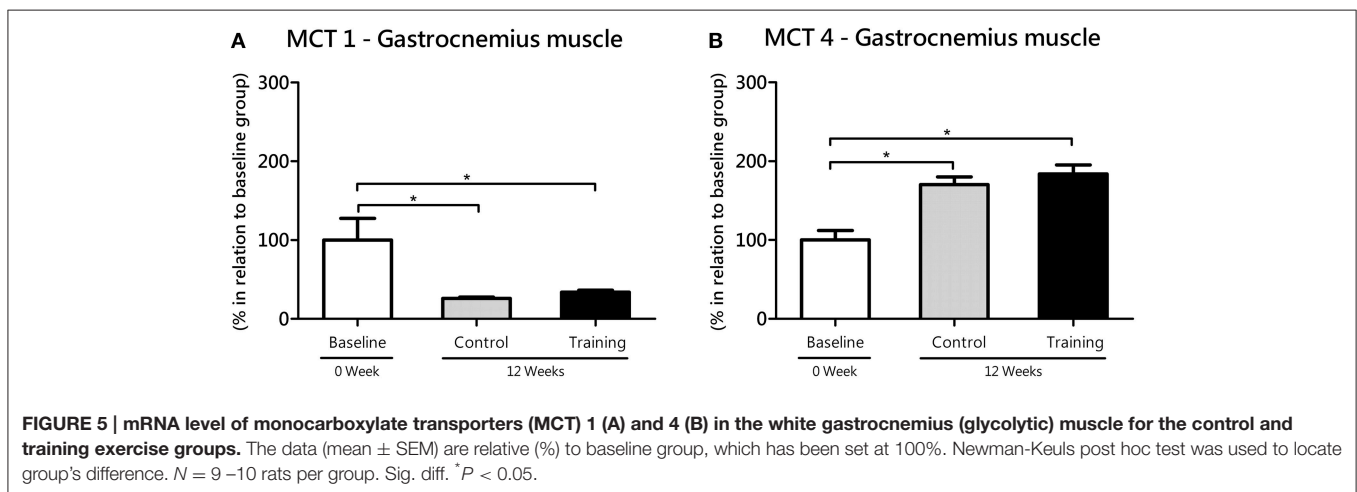 A MCT 1 - Gastrocnemius muscle
(% in relation to baseline group)
300
200
100
0
*
*
Baseline Control Training
0 Week 12 Weeks
B MCT 4 - Gastrocnemius muscle
(% in relation to baseline group)
300
200
100
0
*
*
Baseline Control Training
0 Week 12 Weeks
FIGURE 5 | mRNA level of monocarboxylate transporters (MCT) 1 (A) and 4 (B) in the white gastrocnemius (glycolytic) muscle for the control and
training exercise groups. The data (mean ± SEM) are relative (%) to baseline group, which has been set at 100%. Newman-Keuls post hoc test was used to locate
group's difference. N = 9 –10 rats per group. Sig. diff. *P < 0.05.